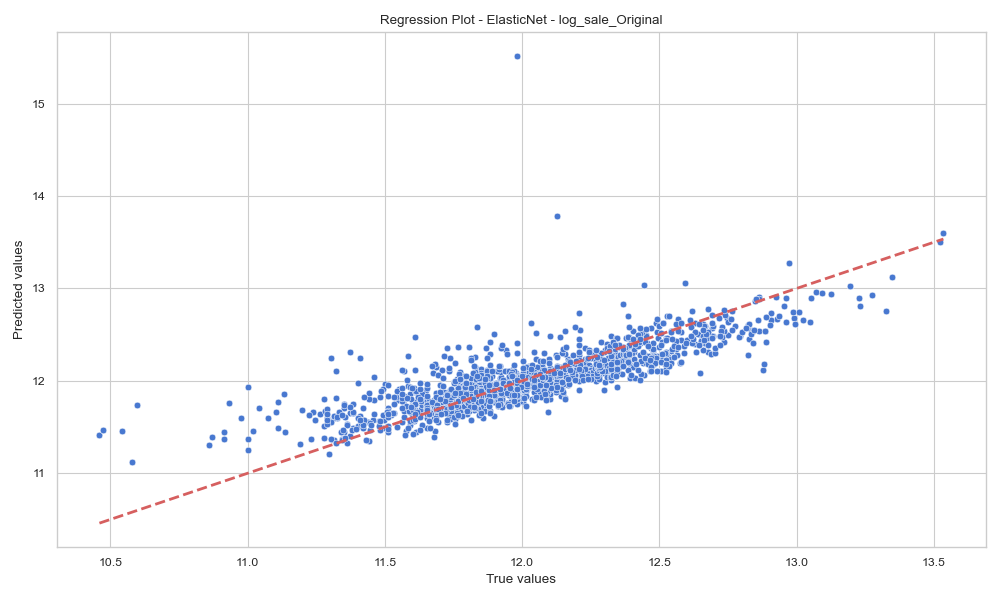 Regression Plot - ElasticNet - log_sale_Original
Predicted values
15
14
13
12
11
10.5 11.0 11.5 12.0 12.5 13.0 13.5
True values